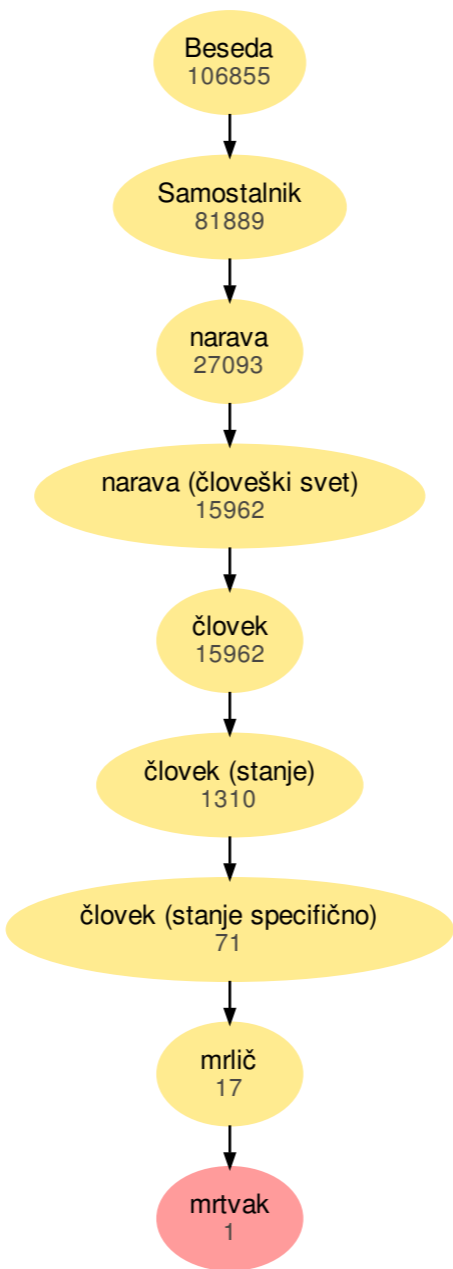 Beseda
106855
Samostalnik
81889
narava
27093
narava (človeški svet)
15962
človek
15962
človek (stanje)
1310
človek (stanje specifično)
71
mrlič
17
mrtvak
1